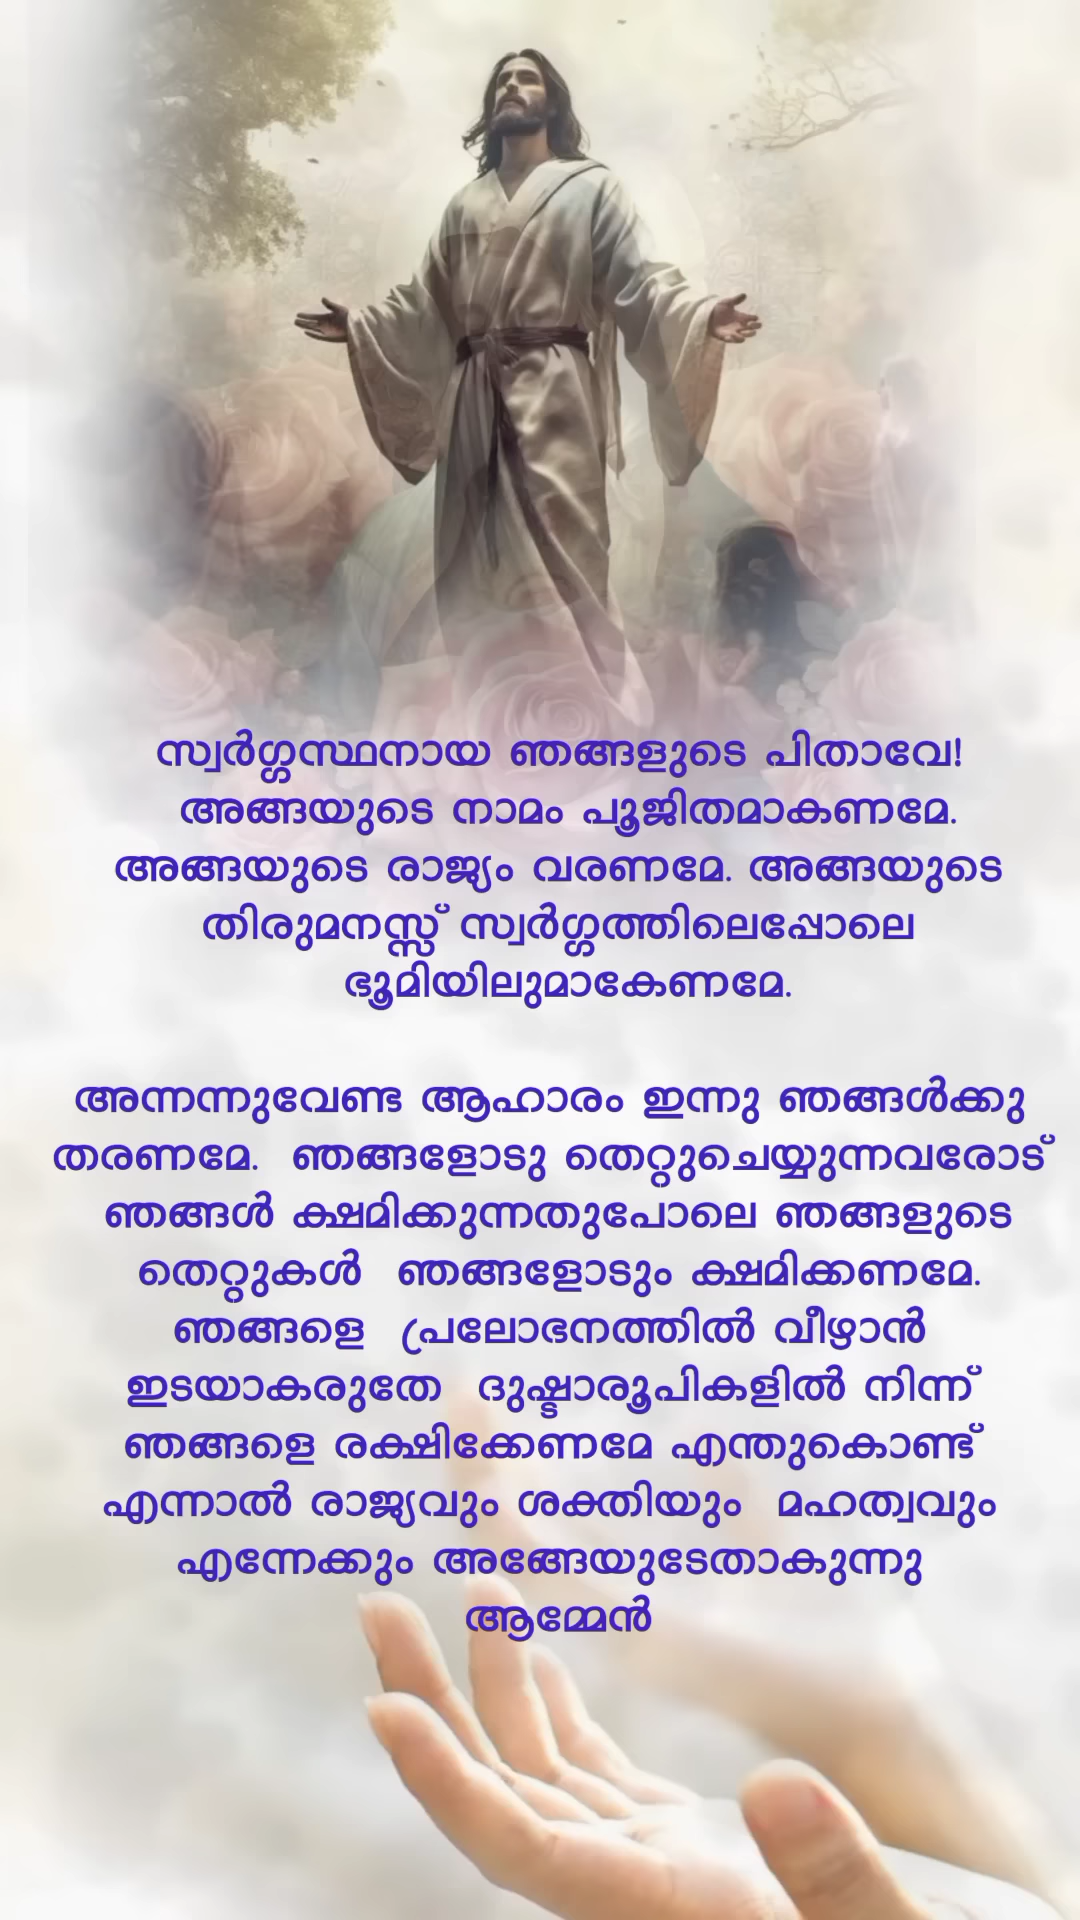 സ്വർഗ്ഗസ്ഥനായ ഞങ്ങളുടെ പിതാവേ!
അങ്ങയുടെ നാമം പൂജിതമാകണമേ.
അങ്ങയുടെ രാജ്യം വരണമേ. അങ്ങയുടെ
തിരുമനസ്സ് സ്വർഗ്ഗത്തിലെപ്പോലെ
ഭൂമിയിലുമാകേണമേ.
അന്നന്നുവേണ്ട ആഹാരം ഇന്നു ഞങ്ങൾക്കു
തരണമേ. ഞങ്ങളോടു തെറ്റുചെയ്യുന്നവരോട്
ഞങ്ങൾ ക്ഷമിക്കുന്നതുപോലെ ഞങ്ങളുടെ
തെറ്റുകൾ ഞങ്ങളോടും ക്ഷമിക്കണമേ.
ഞങ്ങളെ പ്രലോഭനത്തിൽ വീഴാൻ
ഇടയാകരുതേ ദുഷ്ടാരൂപികളിൽ നിന്ന്
ഞങ്ങളെ രക്ഷിക്കേണമേ എന്തുകൊണ്ട്
എന്നാൽ രാജ്യവും ശക്തിയും മഹത്വവും
എന്നേക്കും അങ്ങേയുടേതാകുന്നു
ആമ്മേൻ